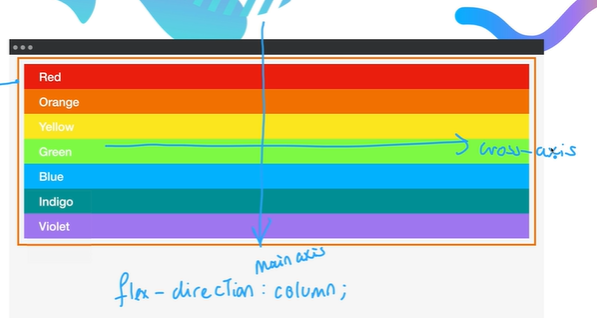 Red
Orange
Yellow
Green
cross-axis
Blue
Indigo
Violet
main axis
flex-direction: column;